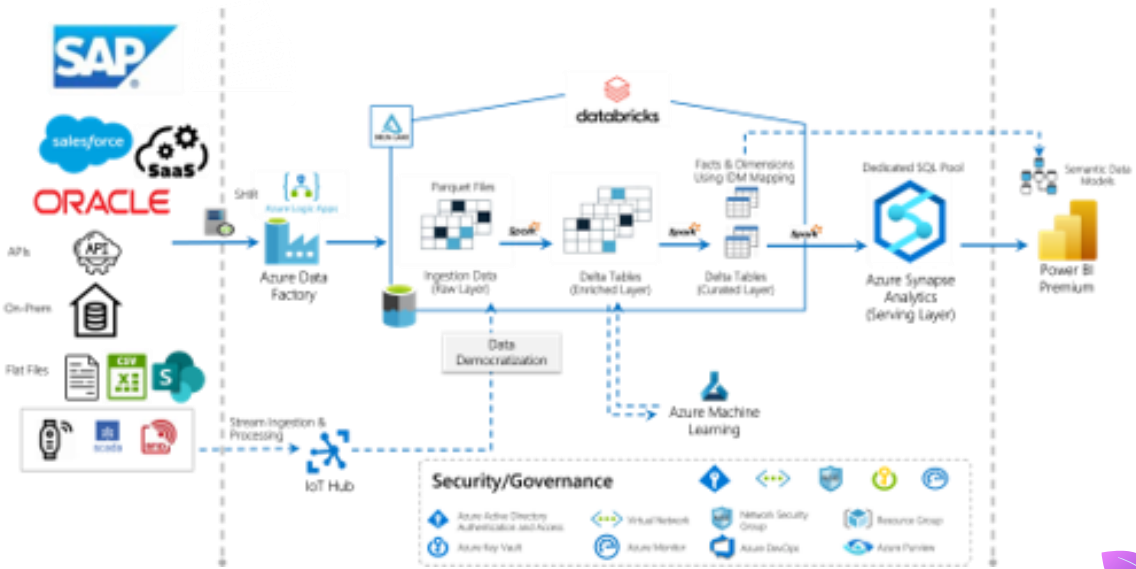 SAP
salesforce
SaaS
ORACLE
APIs
API
On-Prem
Flat Files
CSV
S
scada
RFID
SHIR
Azure Logic Apps
Azure Data
Factory
Stream Ingestion &
Processing
IoT Hub
DELTA LAKE
databricks
Parquet Files
Spark
Ingestion Data
(Raw Layer)
Data
Democratization
Delta Tables
(Enriched Layer)
Spark
Facts & Dimensions
Using IDM Mapping
Delta Tables
(Curated Layer)
Spark
Azure Machine
Learning
Dedicated SQL Pool
Azure Synapse
Analytics
(Serving Layer)
Semantic Data
Models
Power BI
Premium
Security/Governance
Azure Active Directory
Authentication and Access
Virtual Network
Network Security
Group
Resource Group
Azure Key Vault
Azure Monitor
Azure DevOps
Azure Purview